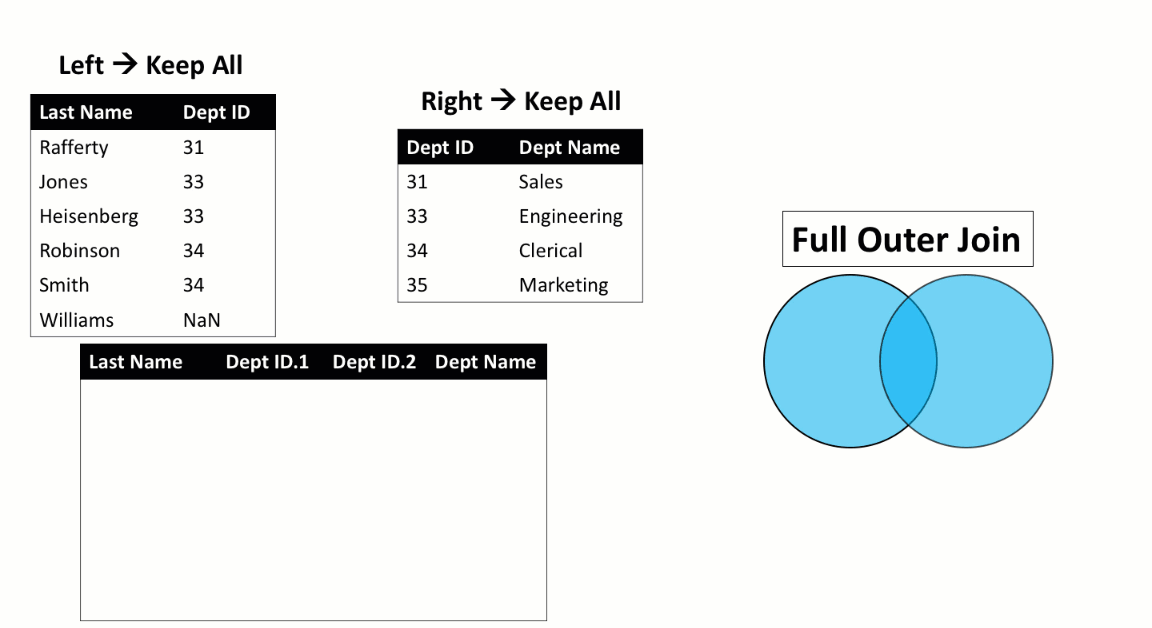 Left → Keep All
Last Name Dept ID
Rafferty 31
Jones 33
Heisenberg 33
Robinson 34
Smith 34
Williams NaN
Right → Keep All
Dept ID Dept Name
31 Sales
33 Engineering
34 Clerical
35 Marketing
Last Name Dept ID.1 Dept ID.2 Dept Name
Full Outer Join